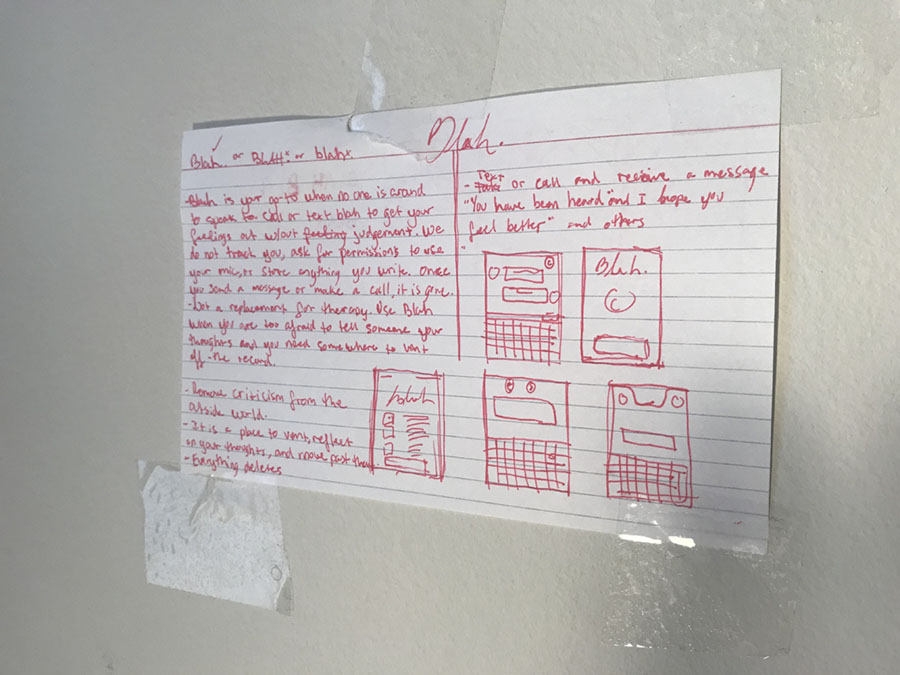 Blah.
Blah. or BLAH* or blah*
-Blah is your go-to when no one is around
to speak to. Call or text blah to get your
feelings out w/out feeling judgement. We
do not track you, ask for permissions to use
your mic, or store anything you write. Once
you send a message or make a call, it is gone.
-Not a replacement for therapy. Use Blah
when you are too afraid to tell someone your
thoughts and you need somewhere to vent
off the record.
-Remove criticism from the
outside world.
-It is a place to vent, reflect
on your thoughts, and move past them
-Everything deletes
Text
- or call and receive a message
"You have been heard" and I hope you
feel better" and others
Blah.
blah